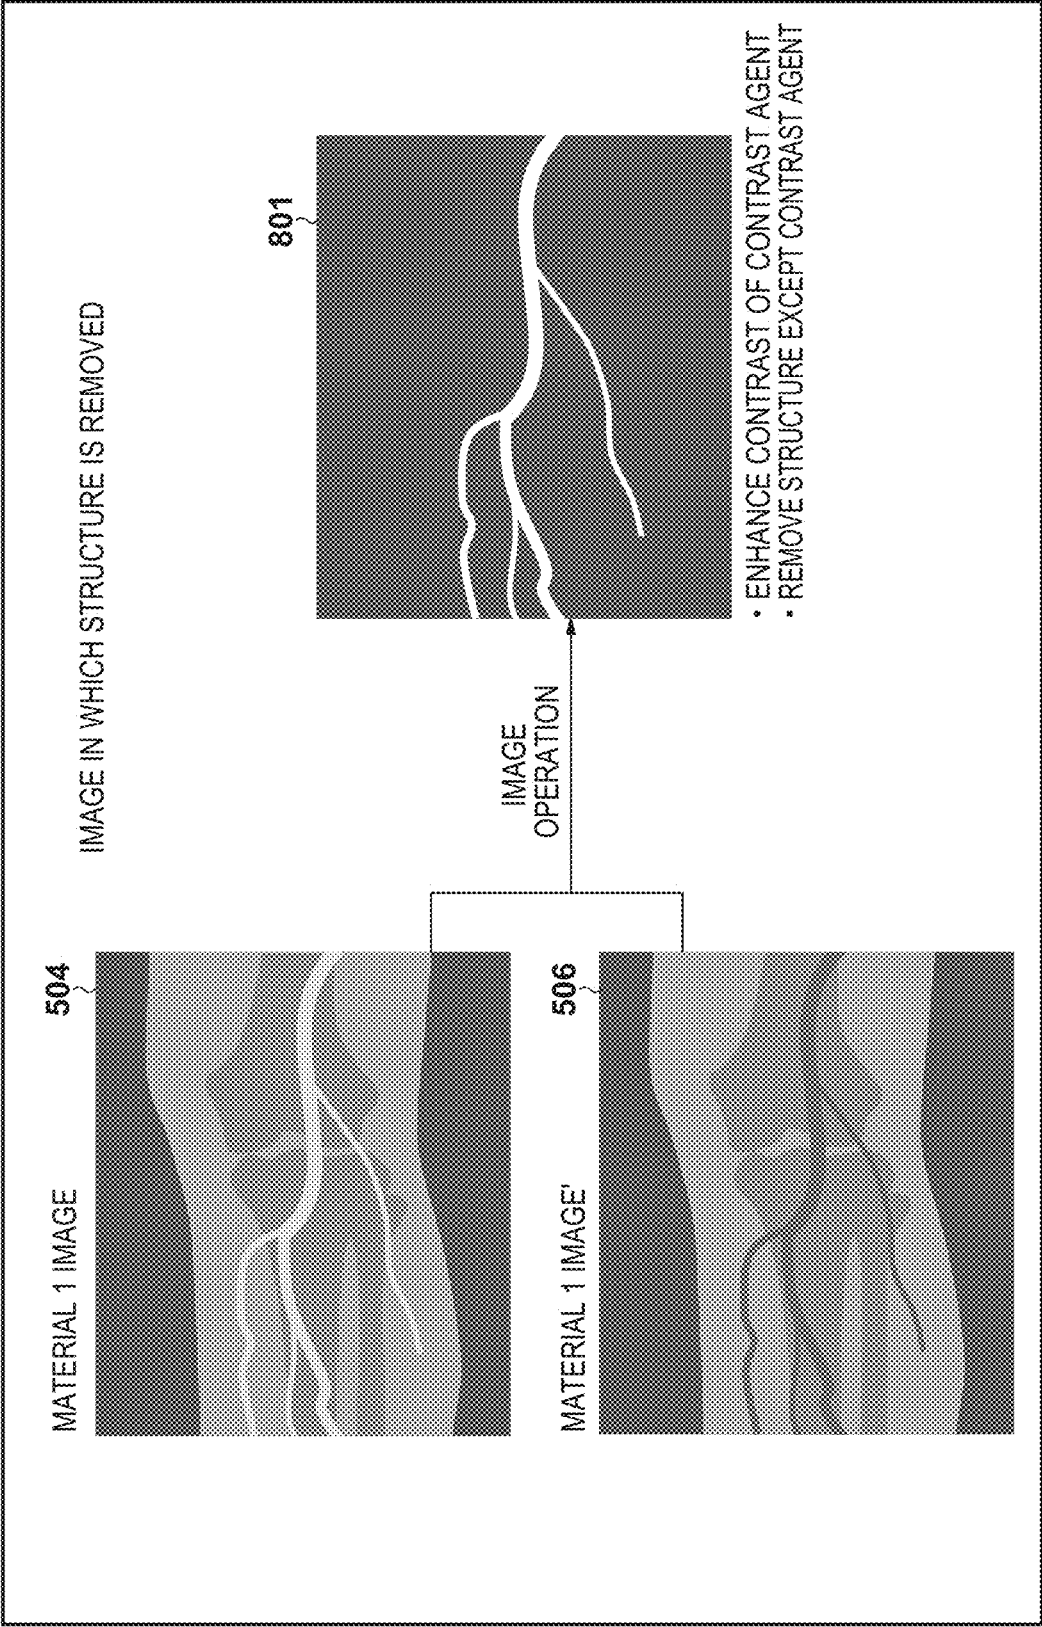 MATERIAL 1 IMAGE
504
MATERIAL 1 IMAGE'
506
IMAGE
OPERATION
IMAGE IN WHICH STRUCTURE IS REMOVED
801
• ENHANCE CONTRAST OF CONTRAST AGENT
• REMOVE STRUCTURE EXCEPT CONTRAST AGENT